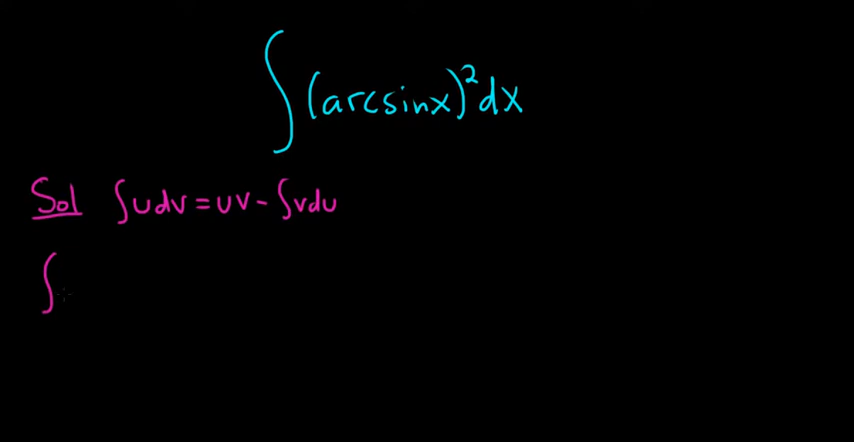 ∫(arcsinx)²dx
Sol ∫udv=uv-∫vdu
∫